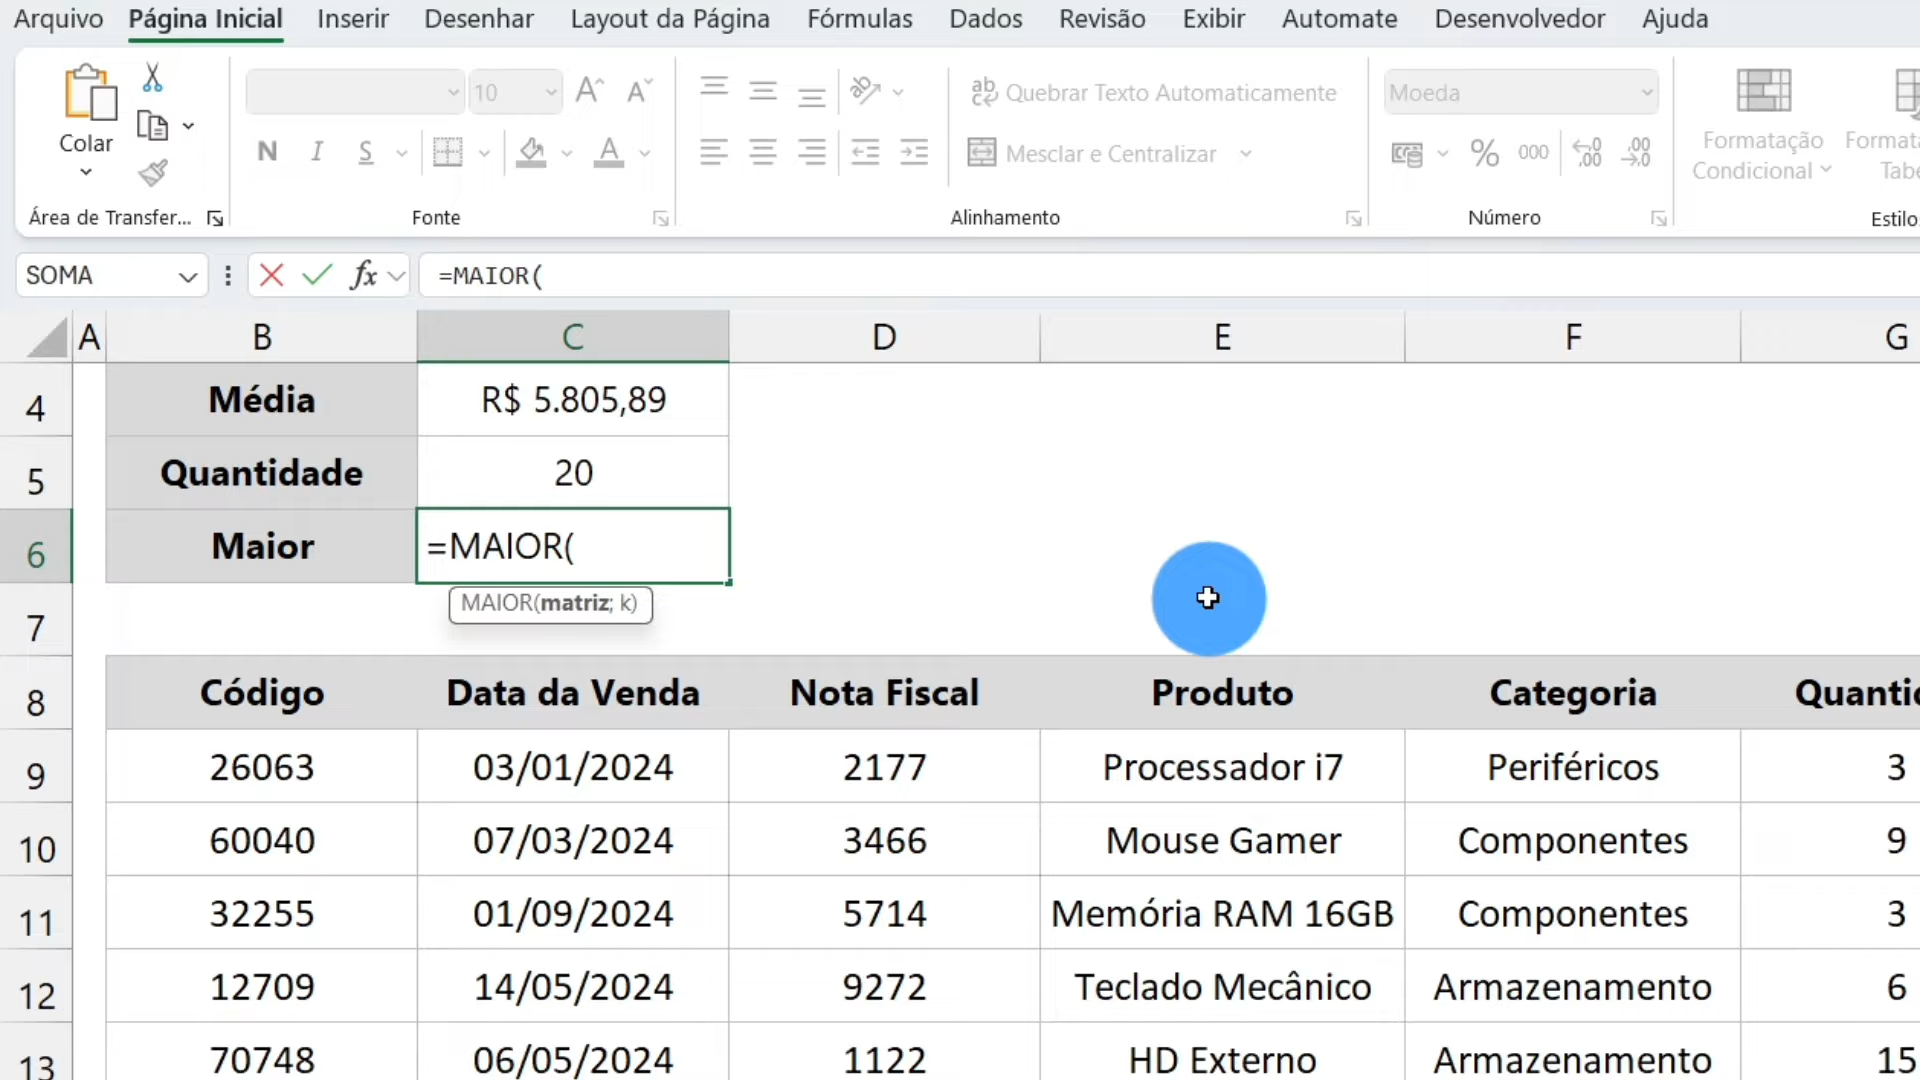 Arquivo Página Inicial Inserir Desenhar Layout da Página Fórmulas Dados Revisão Exibir Automate Desenvolvedor Ajuda
10 Quebrar Texto Automaticamente Moeda
Colar N I S A Mesclar e Centralizar % 000 Formatação Condicional
Área de Transfer... Fonte Alinhamento Número
SOMA fx =MAIOR(
A B C D E F G
4 Média R$ 5.805,89
5 Quantidade 20
6 Maior =MAIOR(
MAIOR(matriz; k)
7
8 Código Data da Venda Nota Fiscal Produto Categoria
9 26063 03/01/2024 2177 Processador i7 Periféricos 3
10 60040 07/03/2024 3466 Mouse Gamer Componentes 9
11 32255 01/09/2024 5714 Memória RAM 16GB Componentes 3
12 12709 14/05/2024 9272 Teclado Mecânico Armazenamento 6
13 70748 06/05/2024 1122 HD Externo Armazenamento 15